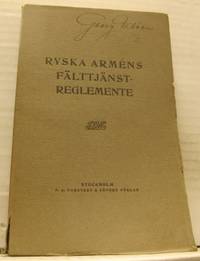 RYSKA ARMÉNS
FÄLTTJÄNST-
REGLEMENTE
STOCKHOLM
P. A. NORSTEDT & SÖNERS FÖRLAG